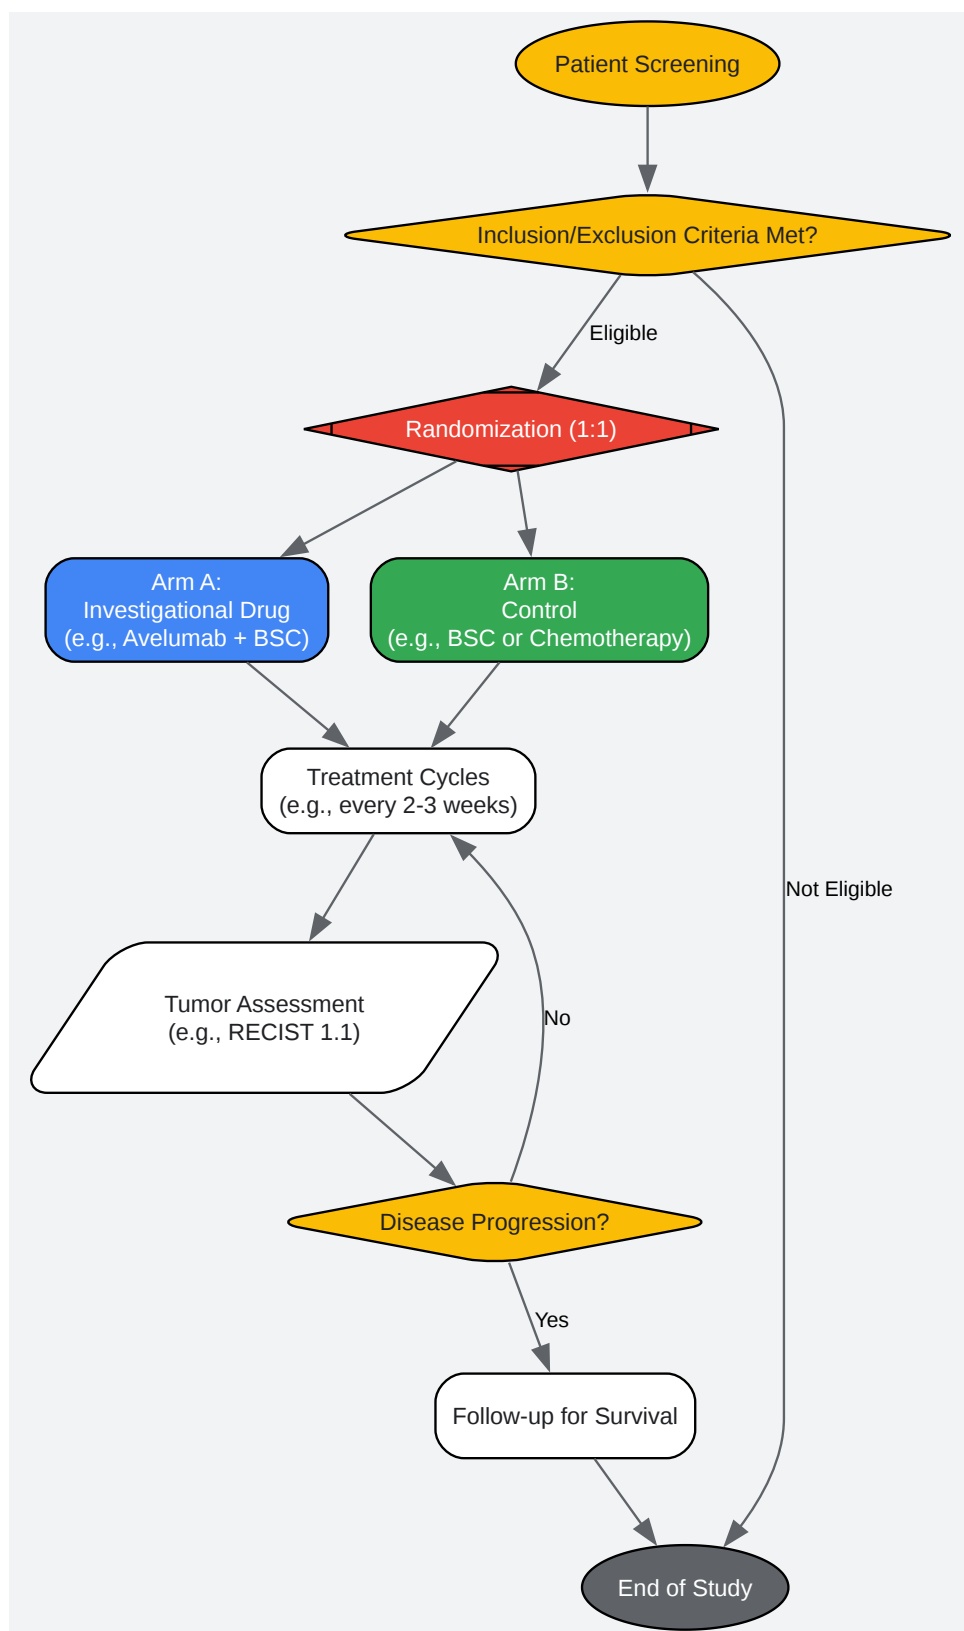 Patient Screening
Inclusion/Exclusion Criteria Met?
Eligible
Randomization (1:1)
Arm A:
Investigational Drug
(e.g., Avelumab + BSC)
Arm B:
Control
(e.g., BSC or Chemotherapy)
Treatment Cycles
(e.g., every 2-3 weeks)
Not Eligible
Tumor Assessment
(e.g., RECIST 1.1)
No
Disease Progression?
Yes
Follow-up for Survival
End of Study